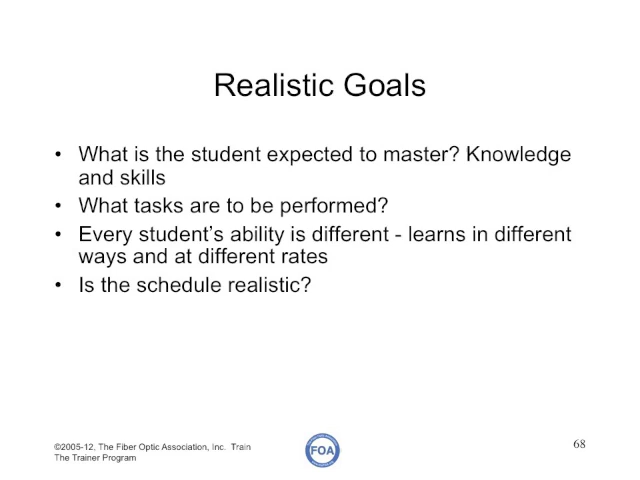 Realistic Goals
• What is the student expected to master? Knowledge
and skills
• What tasks are to be performed?
• Every student’s ability is different - learns in different
ways and at different rates
• Is the schedule realistic?
©2005-12, The Fiber Optic Association, Inc. Train
The Trainer Program
FOA
68